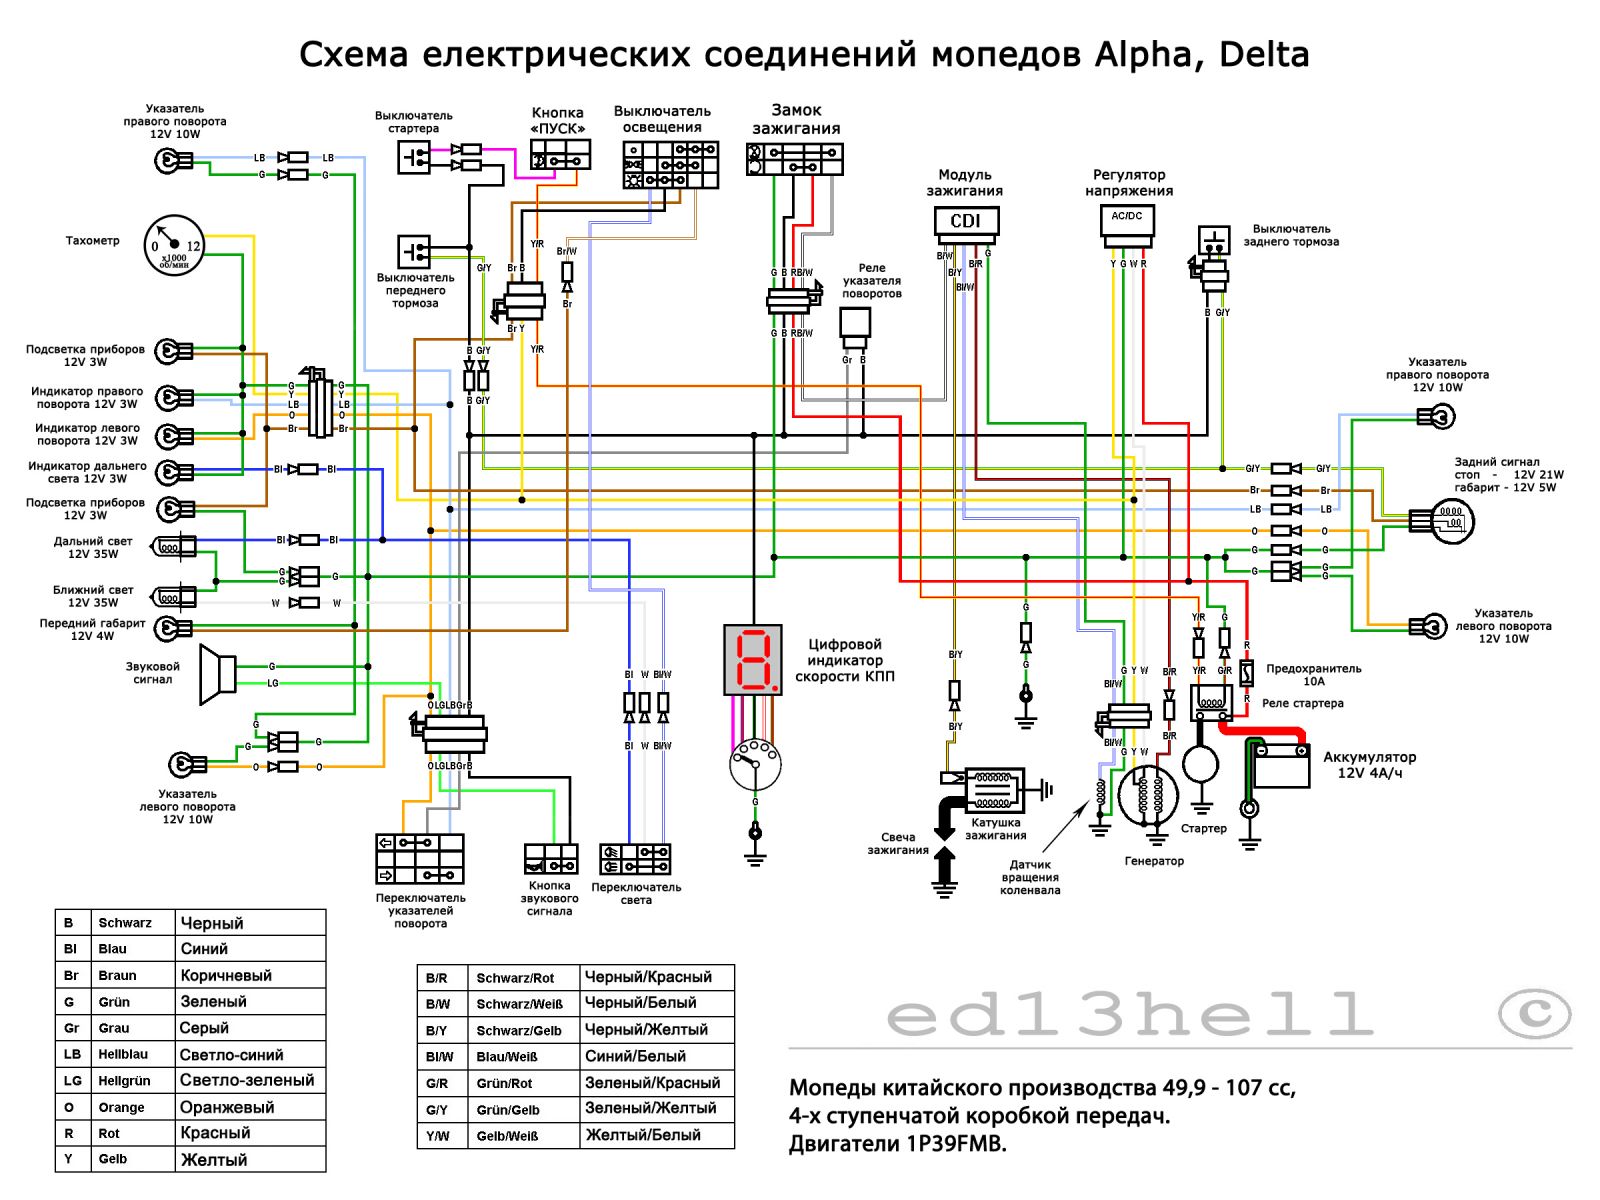 Схема електрических соединений мопедов Alpha, Delta
Указатель
правого поворота
12V 10W
Выключатель
стартера
Кнопка
«ПУСК»
Выключатель
освещения
Замок
зажигания
Модуль
зажигания
CDI
Регулятор
напряжения
AC/DC
Выключатель
заднего тормоза
LB LB
G G
Тахометр
0 12
x1000
об/мин
Выключатель
переднего
тормоза
G/Y
Y/R
Br B
Br/W
Br
Br Y
Y/R
G B R B/W
G B R B/W
Реле
указателя
поворотов
Gr B
B/W
B/Y
Bl/W
B/R
G
Y G W R
B G/Y
B G/Y
B G/Y
Подсветка приборов
12V 3W
Индикатор правого
поворота 12V 3W
Индикатор левого
поворота 12V 3W
Индикатор дальнего
света 12V 3W
Подсветка приборов
12V 3W
Дальний свет
12V 35W
Ближний свет
12V 35W
Передний габарит
12V 4W
Звуковой
сигнал
G G
Y Y
LB LB
O O
Br Br
Bl Bl
Bl Bl
G
G
G
W W
G
LG
G
G
G
O O
Указатель
левого поворота
12V 10W
O LG LB Gr B
O LG LB Gr B
Переключатель
указателей
поворота
Кнопка
звукового
сигнала
Переключатель
света
Bl W Bl/W
Bl W Bl/W
Цифровой
индикатор
скорости КПП
G
B/Y
B/Y
Свеча
зажигания
Катушка
зажигания
G
G
Датчик
вращения
коленвала
G Y W
Bl/W
Bl/W
G Y W
B/R
B/R
Генератор
Y/R G
Y/R G/R
R
R
Предохранитель
10A
Реле стартера
Стартер
Аккумулятор
12V 4А/ч
Указатель
правого поворота
12V 10W
Задний сигнал
стоп - 12V 21W
габарит - 12V 5W
Указатель
левого поворота
12V 10W
G/Y G/Y
Br Br
LB LB
O O
G G
G G
G
B Schwarz Черный
Bl Blau Синий
Br Braun Коричневый
G Grün Зеленый
Gr Grau Серый
LB Hellblau Светло-синий
LG Hellgrün Светло-зеленый
O Orange Оранжевый
R Rot Красный
Y Gelb Желтый
B/R Schwarz/Rot Черный/Красный
B/W Schwarz/Weiß Черный/Белый
B/Y Schwarz/Gelb Черный/Желтый
Bl/W Blau/Weiß Синий/Белый
G/R Grün/Rot Зеленый/Красный
G/Y Grün/Gelb Зеленый/Желтый
Y/W Gelb/Weiß Желтый/Белый
ed13hell ©
Мопеды китайского производства 49,9 - 107 сс,
4-х ступенчатой коробкой передач.
Двигатели 1P39FMB.